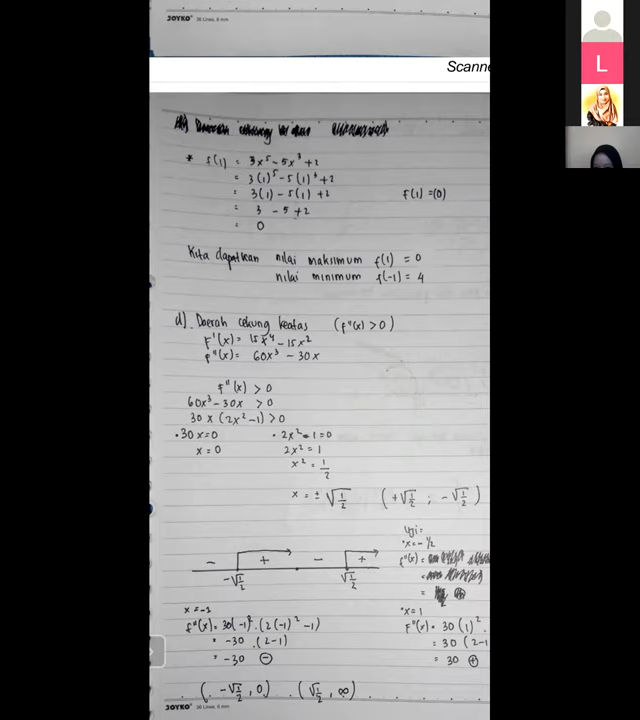 JOYKO 36 Lines, 6 mm
Scanne
L
* f(1) = 3x⁵ - 5x³ + 2
= 3(1)⁵ - 5(1)³ + 2
= 3(1) - 5(1) + 2
f(1) = (0)
= 3 - 5 + 2
= 0
Kita dapatkan nilai maksimum f(1) = 0
nilai minimum f(-1) = 4
d). Daerah cekung keatas (f"(x) > 0)
F'(x) = 15x⁴ - 15x²
f"(x) = 60x³ - 30x
f"(x) > 0
60x³ - 30x > 0
30x (2x² - 1) > 0
• 30x = 0 • 2x² - 1 = 0
x = 0 2x² = 1
x² = 1/2
x = ± √1/2 (+√1/2 ; -√1/2)
Uji =
• x = - 1/2
f"(x) =
=
=
- + - +
-√1/2 √1/2
x = -1
f"(x) = 30(-1)². (2(-1)² - 1)
= -30 . (2-1)
= -30 ⊖
• x = 1
F"(x) = 30(1)².
= 30 (2-1
= 30 ⊕
(-√1/2, 0) . (√1/2, ∞)
JOYKO 36 Lines, 6 mm